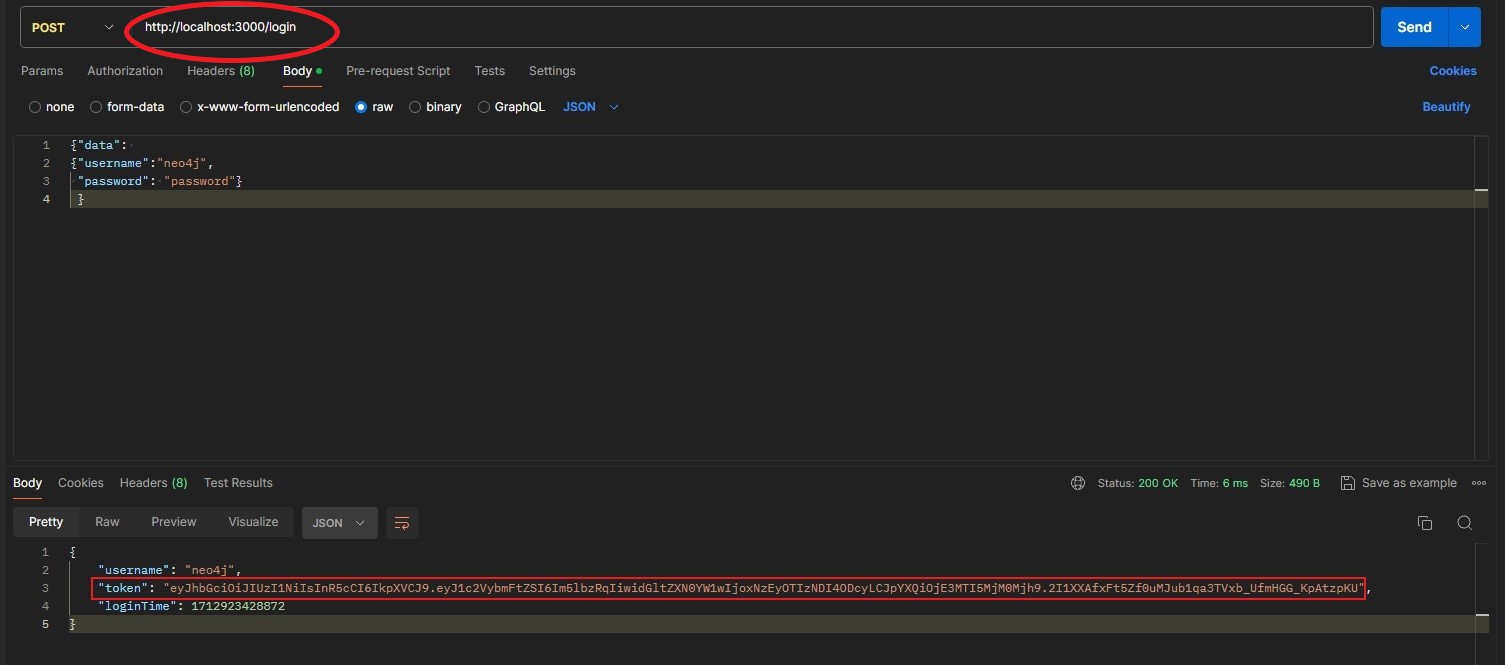 POST http://localhost:3000/login Send
Params Authorization Headers (8) Body Pre-request Script Tests Settings Cookies
none form-data x-www-form-urlencoded raw binary GraphQL JSON Beautify
1 {"data":
2 {"username":"neo4j",
3 "password": "password"}
4 }
Body Cookies Headers (8) Test Results Status: 200 OK Time: 6 ms Size: 490 B Save as example
Pretty Raw Preview Visualize JSON
1 {
2 "username": "neo4j",
3 "token": "eyJhbGciOiJIUzI1NiIsInR5cCI6IkpXVCJ9.eyJ1c2VybmFtZSI6Im5lbzRqIiwidGltZXN0YW1wIjoxNzEyOTIzNDI4ODcyLCJpYXQiOjE3MTI5MjM0Mjh9.2I1XXAfxFt5Zf0uMJub1qa3TVxb_UfmHGG_KpAtzpKU",
4 "loginTime": 1712923428872
5 }